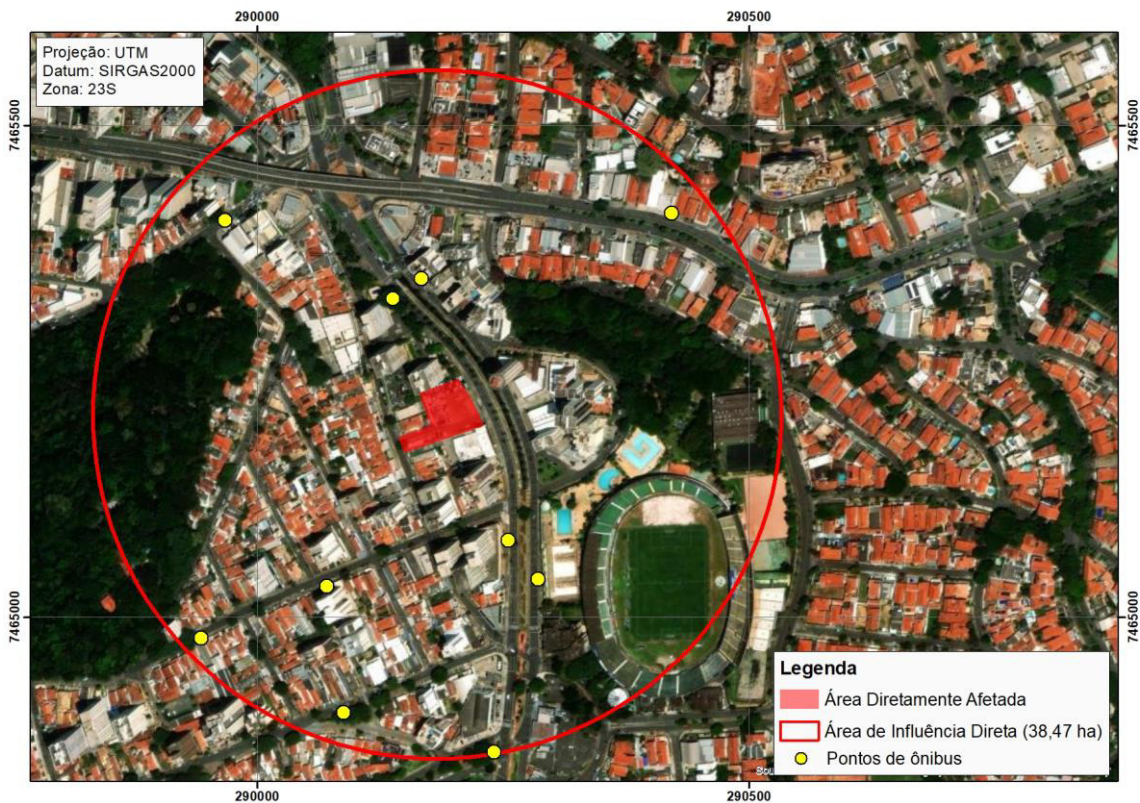 290000
290500
Projeção: UTM
Datum: SIRGAS2000
Zona: 23S
7465500
7465500
7465000
7465000
Legenda
Área Diretamente Afetada
Área de Influência Direta (38,47 ha)
Pontos de ônibus
290000
290500